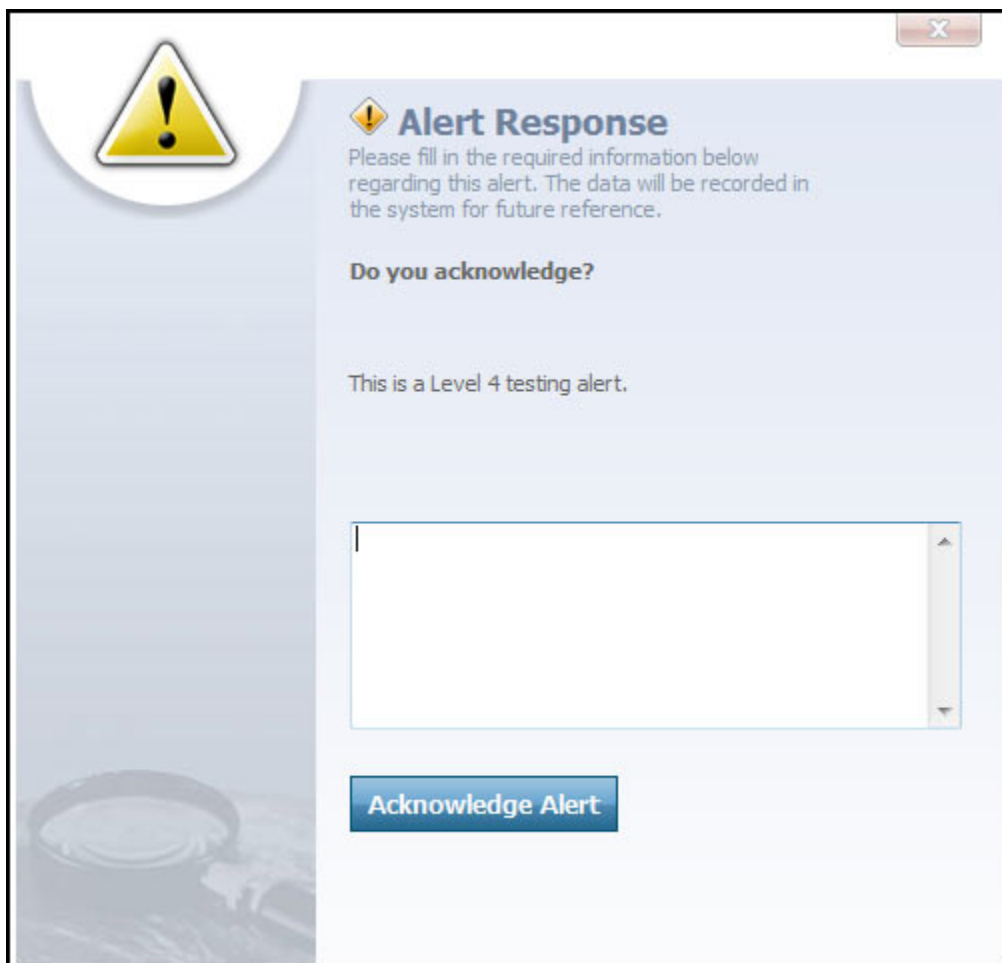 Alert Response
Please fill in the required information below
regarding this alert. The data will be recorded in
the system for future reference.
Do you acknowledge?
This is a Level 4 testing alert.
Acknowledge Alert